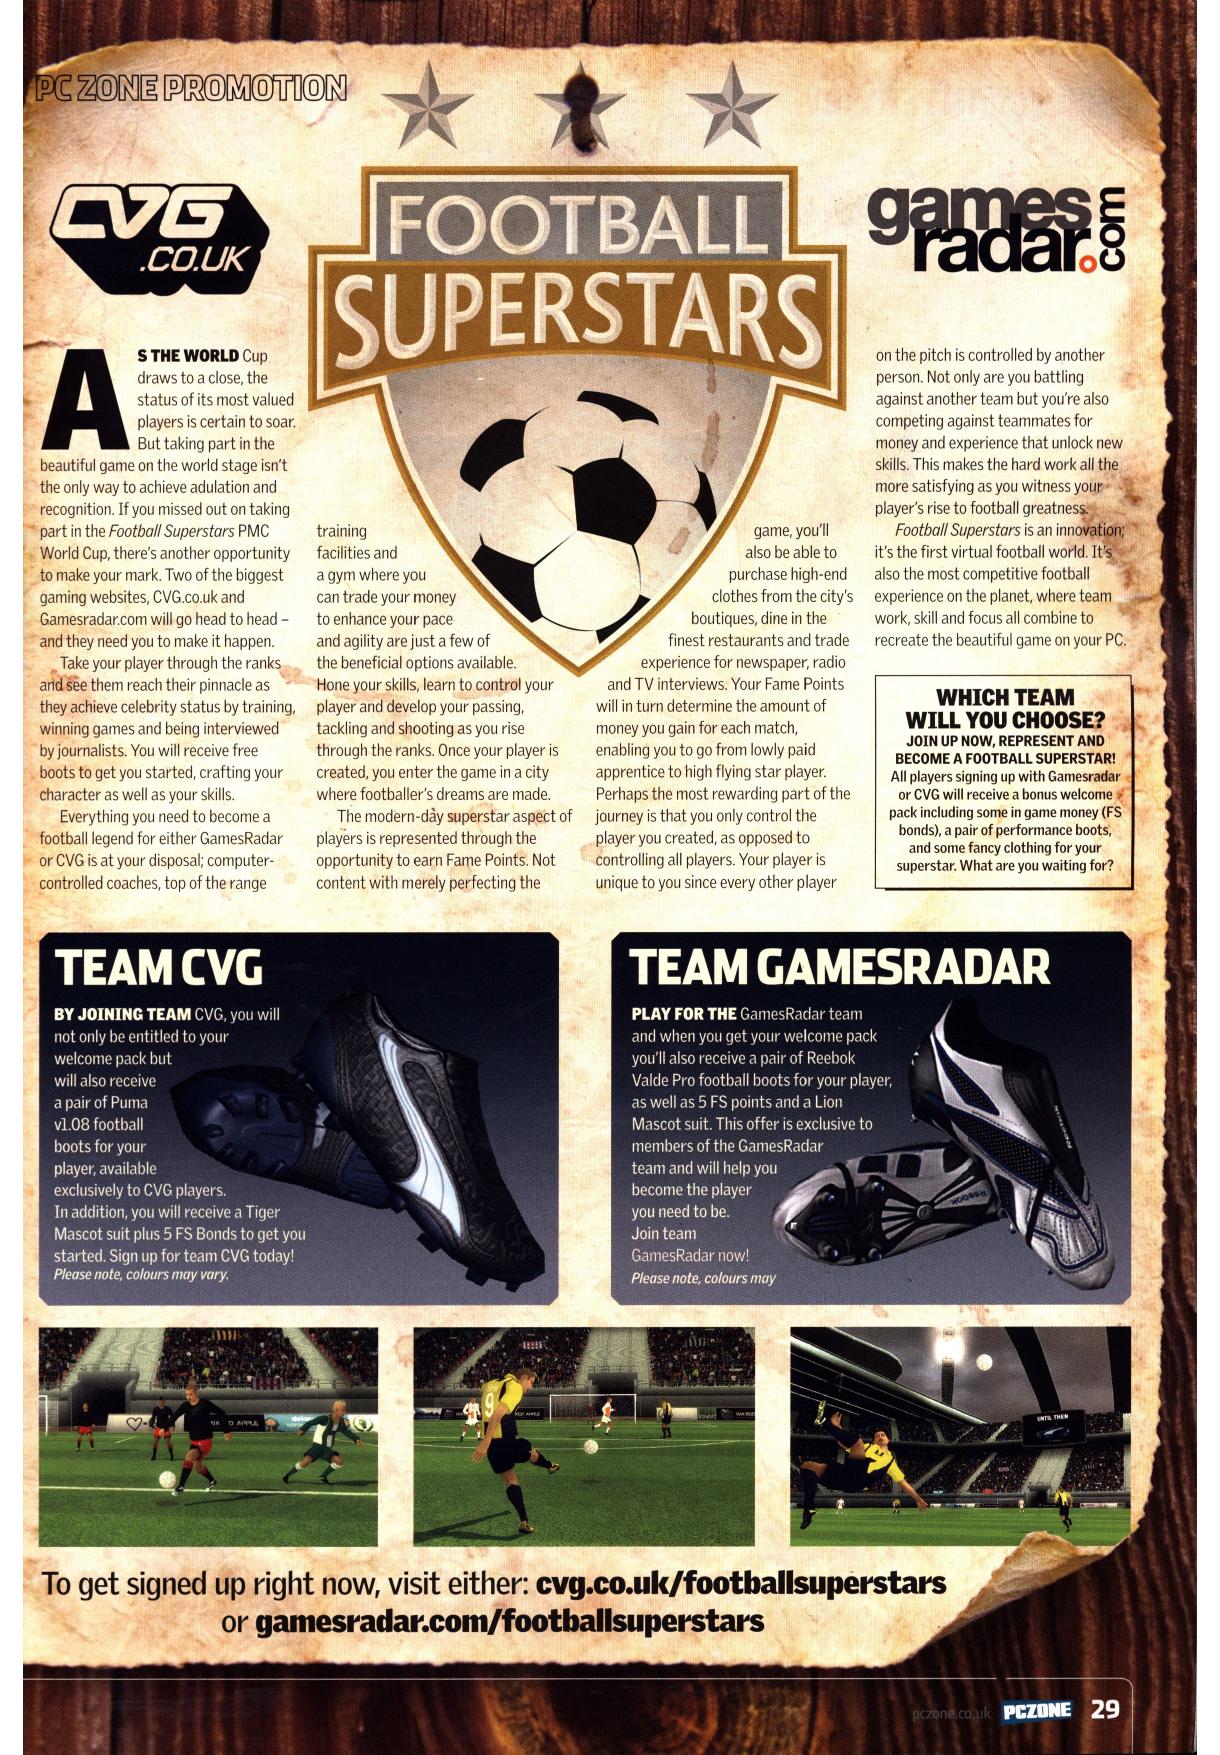 PC ZONE PROMOTION
CVG
.CO.UK
FOOTBALL
SUPERSTARS
games
radar.com
AS THE WORLD Cup
draws to a close, the
status of its most valued
players is certain to soar.
But taking part in the
beautiful game on the world stage isn't
the only way to achieve adulation and
recognition. If you missed out on taking
part in the Football Superstars PMC
World Cup, there's another opportunity
to make your mark. Two of the biggest
gaming websites, CVG.co.uk and
Gamesradar.com will go head to head –
and they need you to make it happen.
Take your player through the ranks
and see them reach their pinnacle as
they achieve celebrity status by training,
winning games and being interviewed
by journalists. You will receive free
boots to get you started, crafting your
character as well as your skills.
Everything you need to become a
football legend for either GamesRadar
or CVG is at your disposal; computer-
controlled coaches, top of the range
training
facilities and
a gym where you
can trade your money
to enhance your pace
and agility are just a few of
the beneficial options available.
Hone your skills, learn to control your
player and develop your passing,
tackling and shooting as you rise
through the ranks. Once your player is
created, you enter the game in a city
where footballer's dreams are made.
The modern-day superstar aspect of
players is represented through the
opportunity to earn Fame Points. Not
content with merely perfecting the
game, you'll
also be able to
purchase high-end
clothes from the city's
boutiques, dine in the
finest restaurants and trade
experience for newspaper, radio
and TV interviews. Your Fame Points
will in turn determine the amount of
money you gain for each match,
enabling you to go from lowly paid
apprentice to high flying star player.
Perhaps the most rewarding part of the
journey is that you only control the
player you created, as opposed to
controlling all players. Your player is
unique to you since every other player
on the pitch is controlled by another
person. Not only are you battling
against another team but you're also
competing against teammates for
money and experience that unlock new
skills. This makes the hard work all the
more satisfying as you witness your
player's rise to football greatness.
Football Superstars is an innovation;
it's the first virtual football world. It's
also the most competitive football
experience on the planet, where team
work, skill and focus all combine to
recreate the beautiful game on your PC.
WHICH TEAM
WILL YOU CHOOSE?
JOIN UP NOW, REPRESENT AND
BECOME A FOOTBALL SUPERSTAR!
All players signing up with Gamesradar
or CVG will receive a bonus welcome
pack including some in game money (FS
bonds), a pair of performance boots,
and some fancy clothing for your
superstar. What are you waiting for?
TEAM CVG
BY JOINING TEAM CVG, you will
not only be entitled to your
welcome pack but
will also receive
a pair of Puma
v1.08 football
boots for your
player, available
exclusively to CVG players.
In addition, you will receive a Tiger
Mascot suit plus 5 FS Bonds to get you
started. Sign up for team CVG today!
Please note, colours may vary.
TEAM GAMESRADAR
PLAY FOR THE GamesRadar team
and when you get your welcome pack
you'll also receive a pair of Reebok
Valde Pro football boots for your player,
as well as 5 FS points and a Lion
Mascot suit. This offer is exclusive to
members of the GamesRadar
team and will help you
become the player
you need to be.
Join team
GamesRadar now!
Please note, colours may
Reebok
9
UNTIL THEN
To get signed up right now, visit either: cvg.co.uk/footballsuperstars
or gamesradar.com/footballsuperstars
pczone.co.uk PCZONE 29